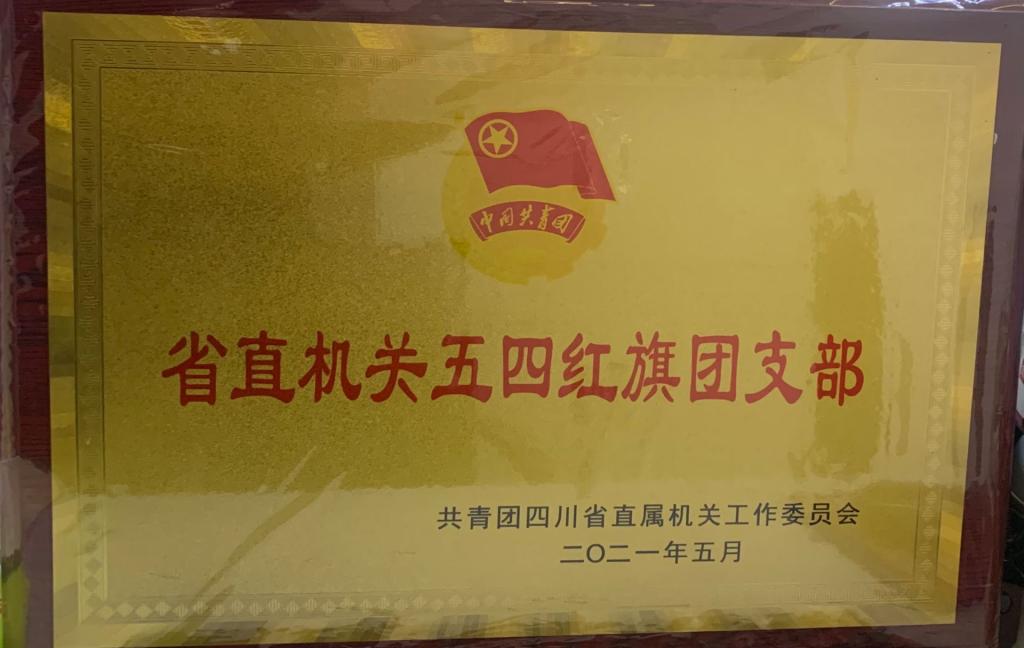 中国共青团
省直机关五四红旗团支部
共青团四川省直属机关工作委员会
二〇二一年五月